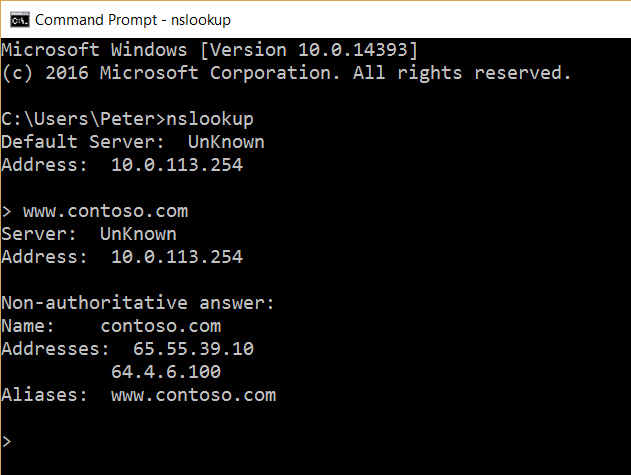 Command Prompt - nslookup
Microsoft Windows [Version 10.0.14393]
(c) 2016 Microsoft Corporation. All rights reserved.
C:\Users\Peter>nslookup
Default Server:  UnKnown
Address:  10.0.113.254
> www.contoso.com
Server:  UnKnown
Address:  10.0.113.254
Non-authoritative answer:
Name:    contoso.com
Addresses:  65.55.39.10
          64.4.6.100
Aliases:  www.contoso.com
>